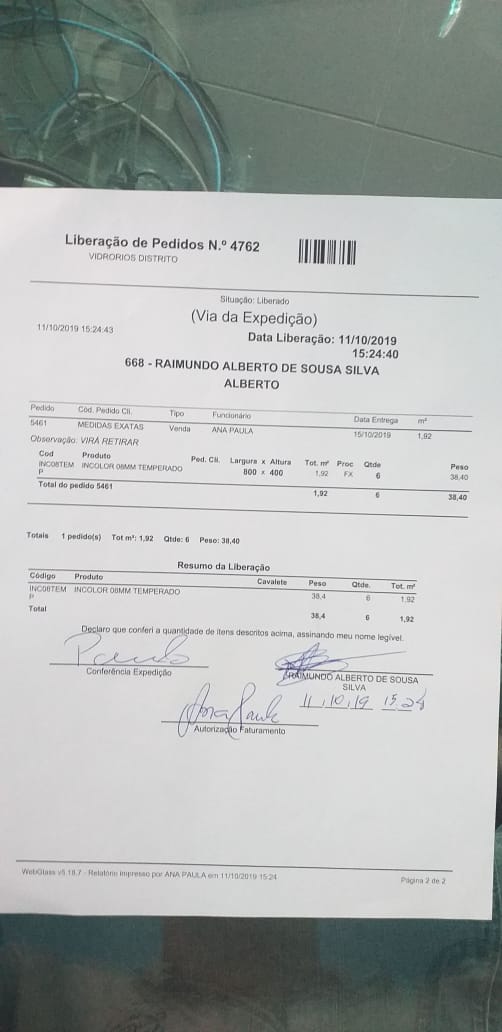 Liberação de Pedidos N.º 4762
VIDRORIOS DISTRITO
Situação: Liberado
(Via da Expedição)
11/10/2019 15:24:43
Data Liberação: 11/10/2019
15:24:40
668 - RAIMUNDO ALBERTO DE SOUSA SILVA
ALBERTO
Pedido Cód. Pedido Cli. Tipo Funcionário Data Entrega m²
5461 MEDIDAS EXATAS Venda ANA PAULA 15/10/2019 1,92
Observação: VIRÁ RETIRAR
Cod Produto Ped. Cli. Largura x Altura Tot. m² Proc Qtde Peso
INC08TEM INCOLOR 08MM TEMPERADO 800 x 400 1,92 FX 6 38,40
P
Total do pedido 5461 1,92 6 38,40
Totais 1 pedido(s) Tot m²: 1,92 Qtde: 6 Peso: 38,40
Resumo da Liberação
Código Produto Cavalete Peso Qtde. Tot. m²
INC08TEM INCOLOR 08MM TEMPERADO 38,4 6 1,92
P
Total 38,4 6 1,92
Declaro que conferi a quantidade de itens descritos acima, assinando meu nome legível.
Conferência Expedição
RAIMUNDO ALBERTO DE SOUSA
SILVA
11/10/19 15:24
Ana Paula
Autorização Faturamento
WebGlass v5.18.7 - Relatório impresso por ANA PAULA em 11/10/2019 15:24
Página 2 de 2